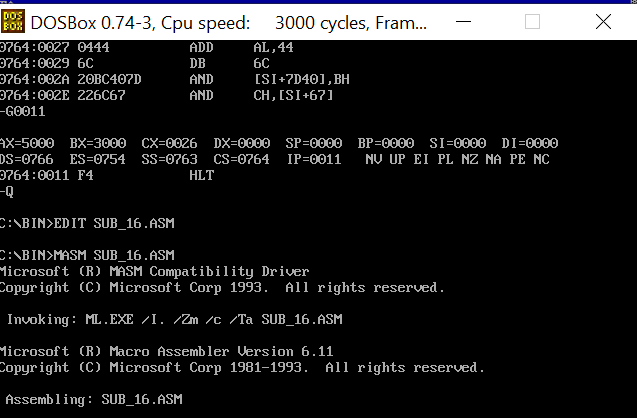 DOSBox 0.74-3, Cpu speed: 3000 cycles, Fram...
0764:0027 0444 ADD AL,44
0764:0029 6C DB 6C
0764:002A 20BC407D AND [SI+7D40],BH
0764:002E 226C67 AND CH,[SI+67]
-G0011
AX=5000 BX=3000 CX=0026 DX=0000 SP=0000 BP=0000 SI=0000 DI=0000
DS=0766 ES=0754 SS=0763 CS=0764 IP=0011 NV UP EI PL NZ NA PE NC
0764:0011 F4 HLT
-Q
C:\BIN>EDIT SUB_16.ASM
C:\BIN>MASM SUB_16.ASM
Microsoft (R) MASM Compatibility Driver
Copyright (C) Microsoft Corp 1993. All rights reserved.
Invoking: ML.EXE /I. /Zm /c /Ta SUB_16.ASM
Microsoft (R) Macro Assembler Version 6.11
Copyright (C) Microsoft Corp 1981-1993. All rights reserved.
Assembling: SUB_16.ASM